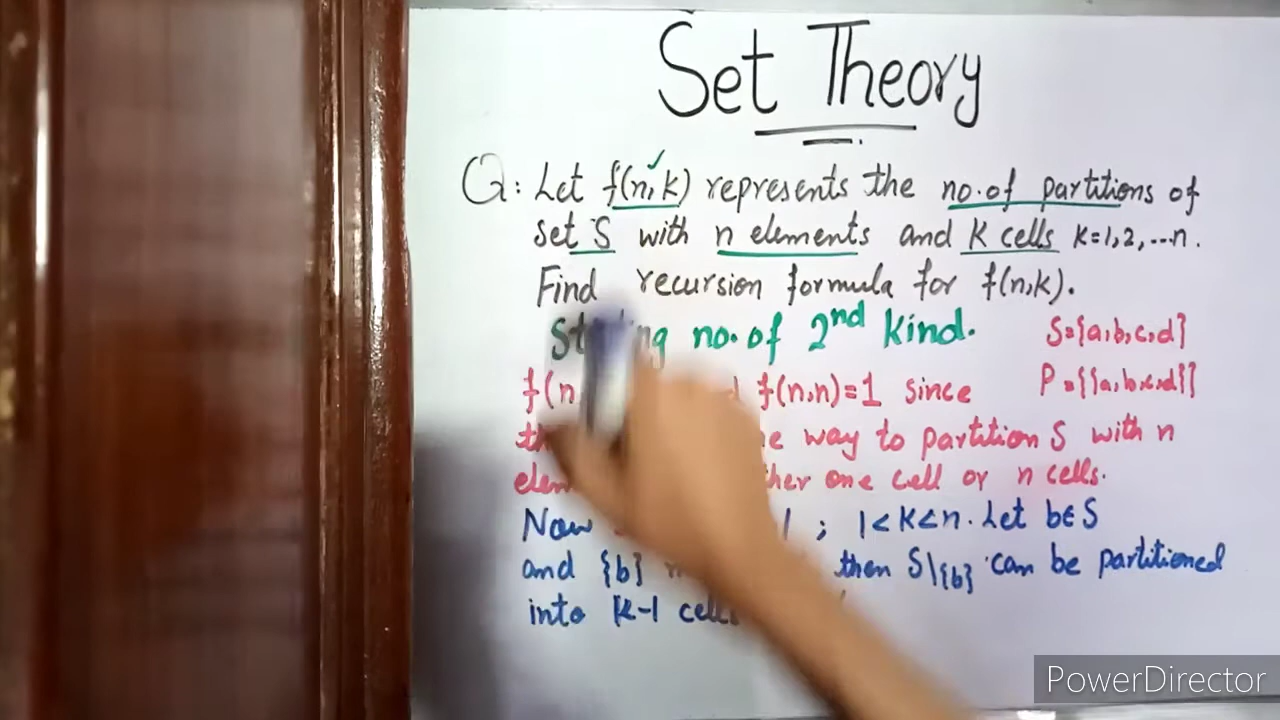 Set Theory
Q: Let f(n,k) represents the no. of partitions of
set S with n elements and K cells K=1,2,...n.
Find recursion formula for f(n,k).
no. of 2nd Kind. S={a,b,c,d}
f(n f(n,n)=1 since P={{a,b,c,d}}
way to partition S with n
one cell or n cells.
Now ; 1<K<n. Let b∈S
and {b} then S\{b} can be partitioned
into K-1
PowerDirector